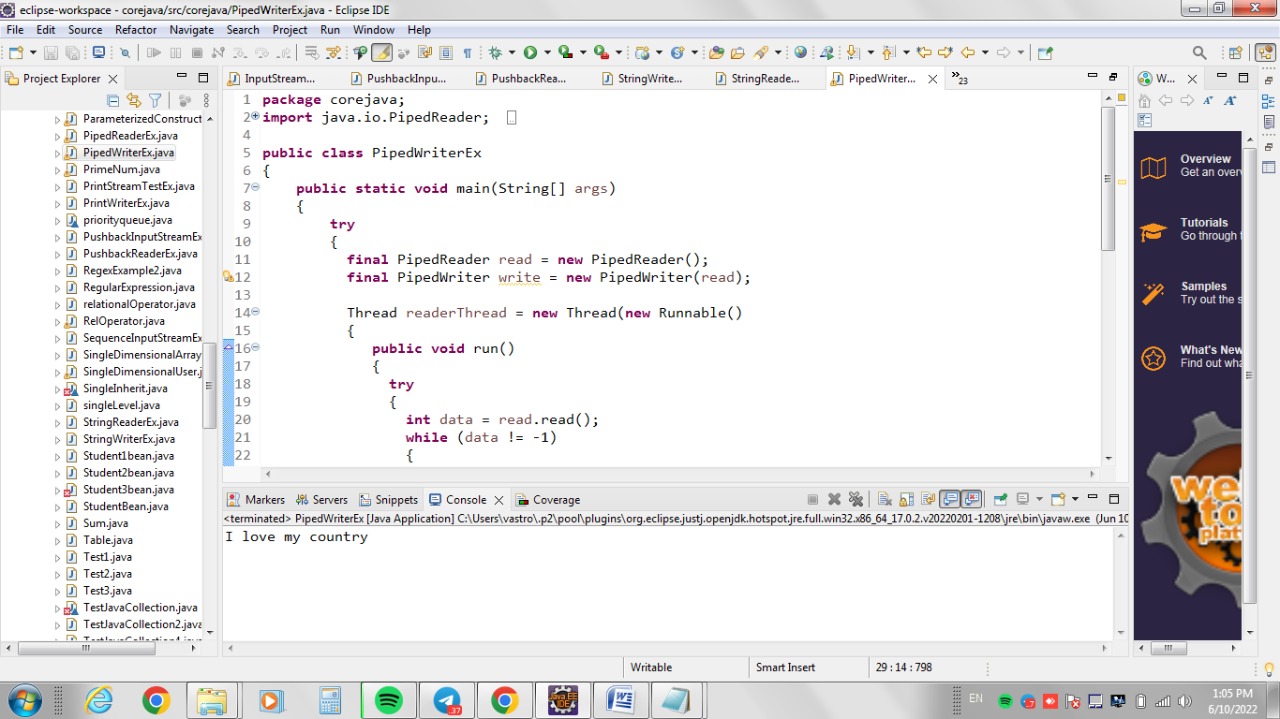 eclipse-workspace - corejava/src/corejava/PipedWriterEx.java - Eclipse IDE
File Edit Source Refactor Navigate Search Project Run Window Help
Project Explorer
InputStream... PushbackInpu... PushbackRea... StringWrite... StringReade... PipedWriter... »23
W...
ParameterizedConstruct
PipedReaderEx.java
PipedWriterEx.java
PrimeNum.java
PrintStreamTestEx.java
PrintWriterEx.java
priorityqueue.java
PushbackInputStreamEx
PushbackReaderEx.java
RegexExample2.java
RegularExpression.java
relationalOperator.java
RelOperator.java
SequenceInputStreamEx
SingleDimensionalArray
SingleDimensionalUser.j
SingleInherit.java
singleLevel.java
StringReaderEx.java
StringWriterEx.java
Student1bean.java
Student2bean.java
Student3bean.java
StudentBean.java
Sum.java
Table.java
Test1.java
Test2.java
Test3.java
TestJavaCollection.java
TestJavaCollection2.java
TestJavaCollection4.java
1 package corejava;
2 import java.io.PipedReader;
4
5 public class PipedWriterEx
6 {
7 public static void main(String[] args)
8 {
9 try
10 {
11 final PipedReader read = new PipedReader();
12 final PipedWriter write = new PipedWriter(read);
13
14 Thread readerThread = new Thread(new Runnable()
15 {
16 public void run()
17 {
18 try
19 {
20 int data = read.read();
21 while (data != -1)
22 {
Overview
Get an over
Tutorials
Go through t
Samples
Try out the s
What's New
Find out wha
We
to
plat
Markers Servers Snippets Console Coverage
<terminated> PipedWriterEx [Java Application] C:\Users\vastro\.p2\pool\plugins\org.eclipse.justj.openjdk.hotspot.jre.full.win32.x86_64_17.0.2.v20220201-1208\jre\bin\javaw.exe (Jun 10
I love my country
Writable Smart Insert 29 : 14 : 798
37
Java EE
IDE
EN
1:05 PM
6/10/2022